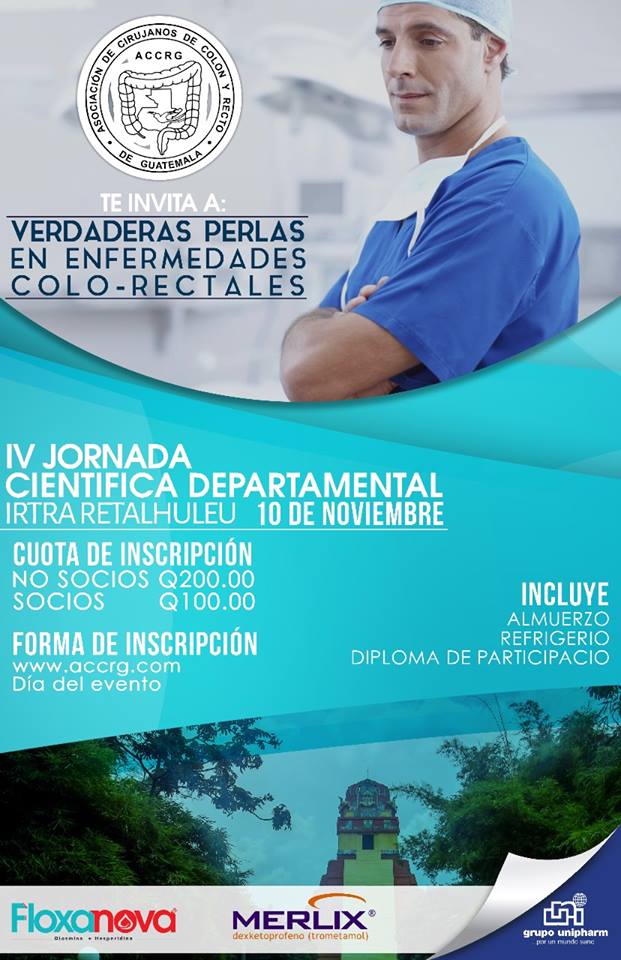 ASOCIACIÓN DE CIRUJANOS DE COLON Y RECTO
ACCRG
DE GUATEMALA
TE INVITA A:
VERDADERAS PERLAS
EN ENFERMEDADES
COLO-RECTALES
IV JORNADA
CIENTIFICA DEPARTAMENTAL
IRTRA RETALHULEU 10 DE NOVIEMBRE
CUOTA DE INSCRIPCIÓN
NO SOCIOS Q200.00
SOCIOS Q100.00
FORMA DE INSCRIPCIÓN
www.accrg.com
Día del evento
INCLUYE
ALMUERZO
REFRIGERIO
DIPLOMA DE PARTICIPACIO
Floxanova®
Diosmina + Hesperidina
MERLIX®
dexketoprofeno (trometamol)
grupo unipharm
por un mundo sano